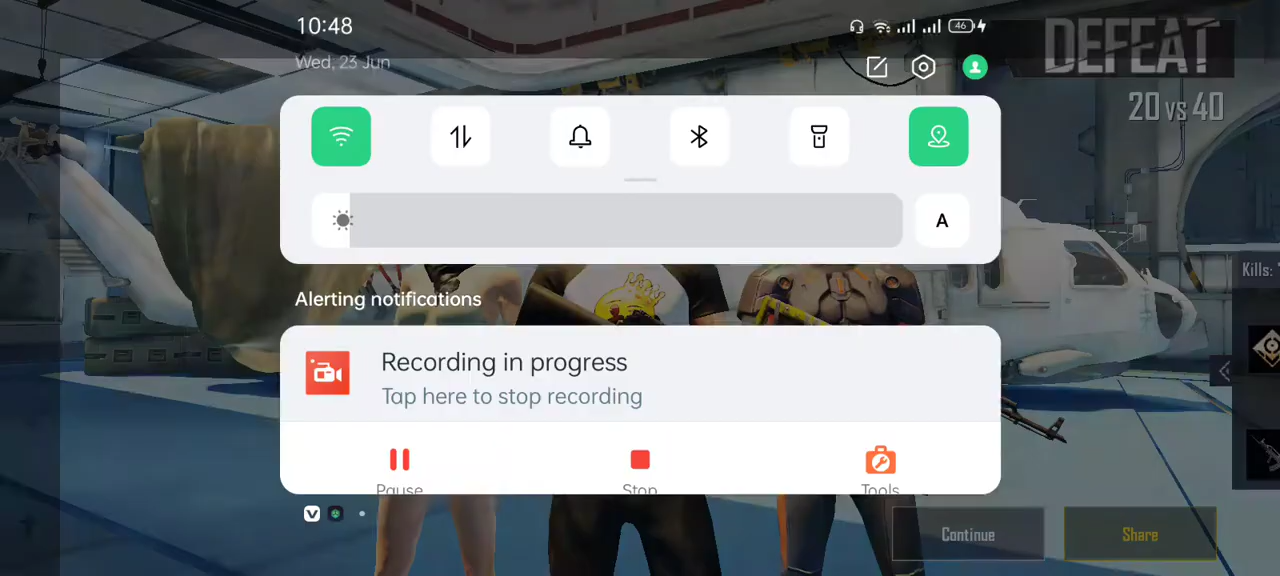 10:48
46
Wed, 23 Jun
DEFEAT
20 VS 40
A
Kills:
Alerting notifications
Recording in progress
Tap here to stop recording
Pause
Stop
Tools
Continue
Share